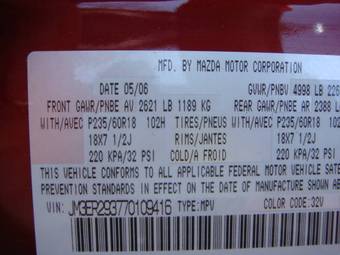 MFD. BY MAZDA MOTOR CORPORATION
DATE 05/06 GVWR/PNBV 4998 LB 226
FRONT GAWR/PNBE AV 2621 LB 1189 KG REAR GAWR/PNBE AR 2388 L
WITH/AVEC P235/60R18 102H TIRES/PNEUS WITH/AVEC P235/60R18
18X7 1/2J RIMS/JANTES 18X7 1/2J
220 KPA/32 PSI COLD/A FROID 220 KPA/32 PSI
THIS VEHICLE CONFORMS TO ALL APPLICABLE FEDERAL MOTOR VEHICLE SAFE
PREVENTION STANDARDS IN EFFECT ON THE DATE OF MANUFACTURE SHOWN AB
VIN: JM3ER293770109416 TYPE:MPV COLOR CODE:32V